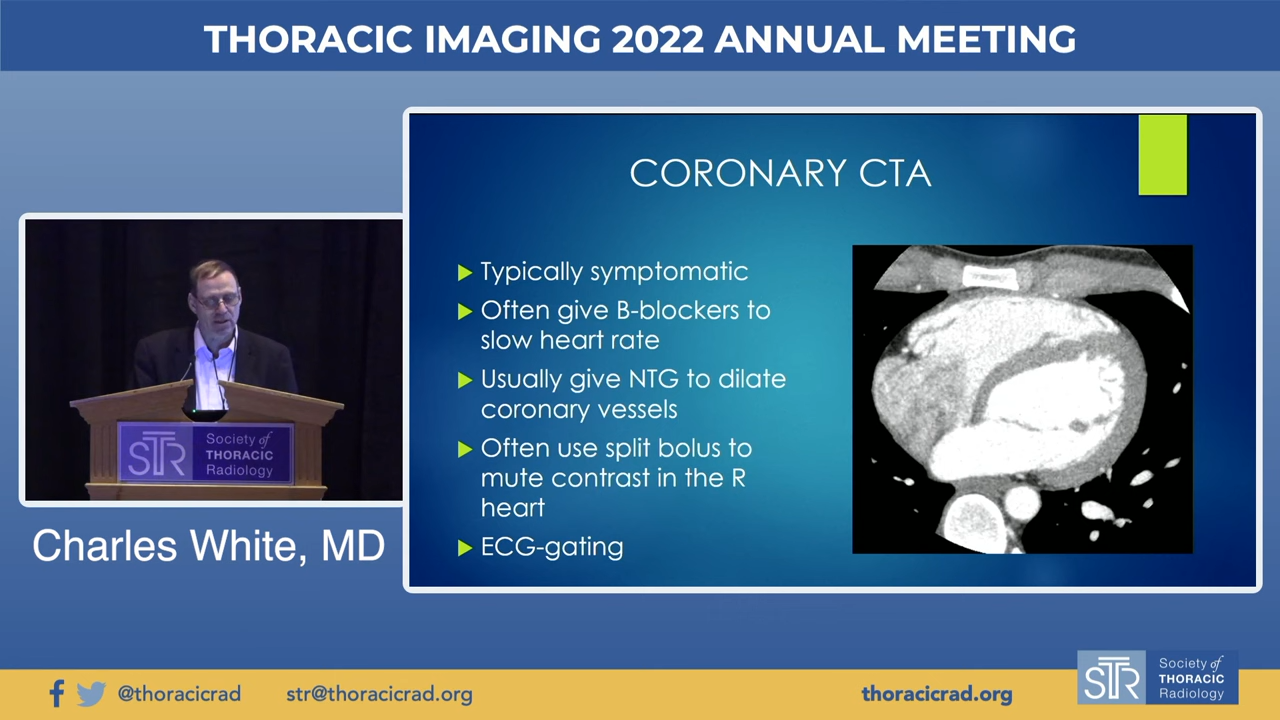 THORACIC IMAGING 2022 ANNUAL MEETING
CORONARY CTA
Typically symptomatic
Often give B-blockers to
slow heart rate
Usually give NTG to dilate
coronary vessels
Often use split bolus to
mute contrast in the R
heart
ECG-gating
STR
Society of
THORACIC
Radiology
Charles White, MD
@thoracicrad
str@thoracicrad.org
thoracicrad.org
STR
Society of
THORACIC
Radiology